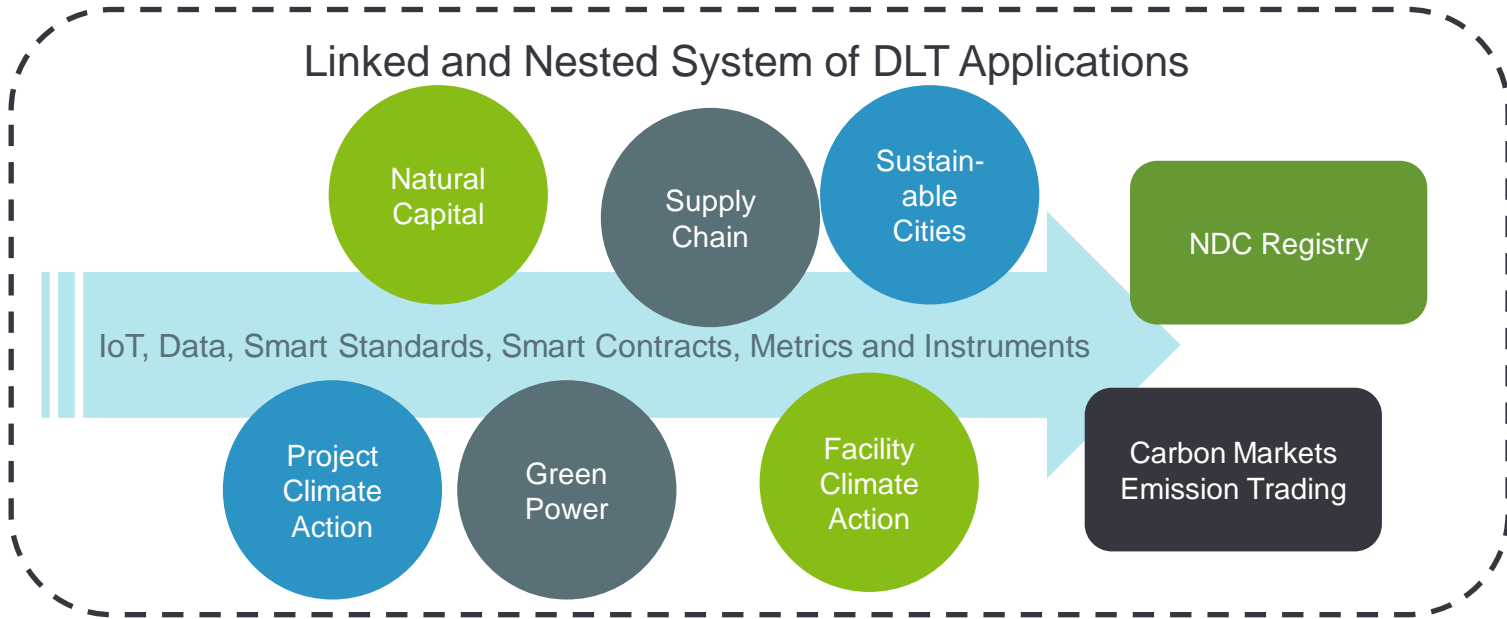 Linked and Nested System of DLT Applications
Natural
Capital
Supply
Chain
Sustain-
able
Cities
NDC Registry
IoT, Data, Smart Standards, Smart Contracts, Metrics and Instruments
Project
Climate
Action
Green
Power
Facility
Climate
Action
Carbon Markets
Emission Trading